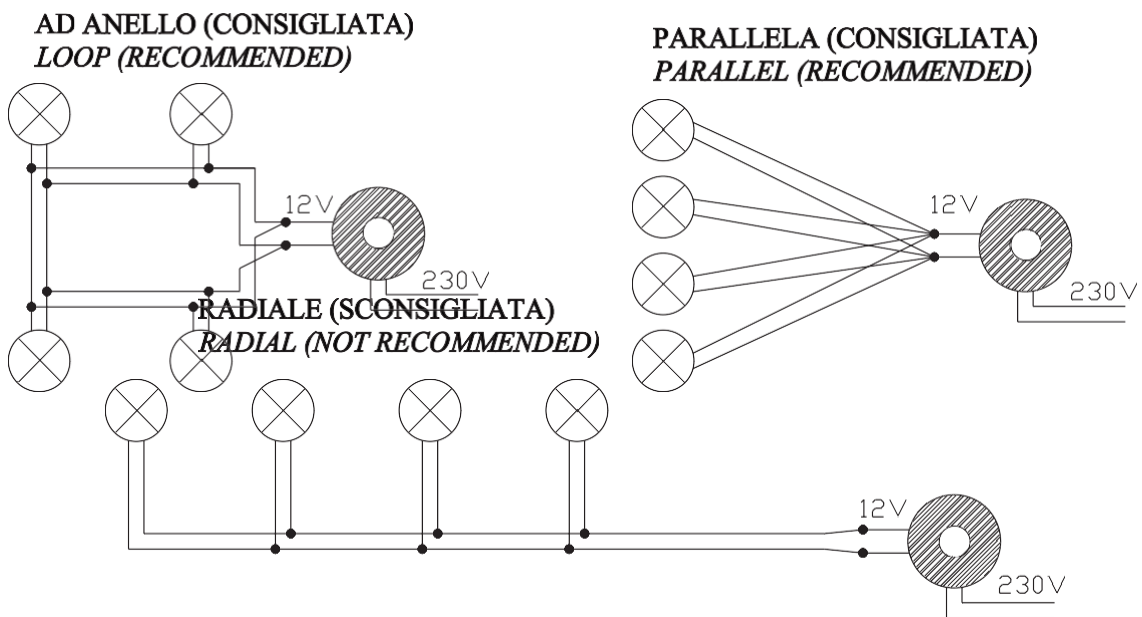 AD ANELLO (CONSIGLIATA)
LOOP (RECOMMENDED)
12V
230V
PARALLELA (CONSIGLIATA)
PARALLEL (RECOMMENDED)
12V
230V
RADIALE (SCONSIGLIATA)
RADIAL (NOT RECOMMENDED)
12V
230V